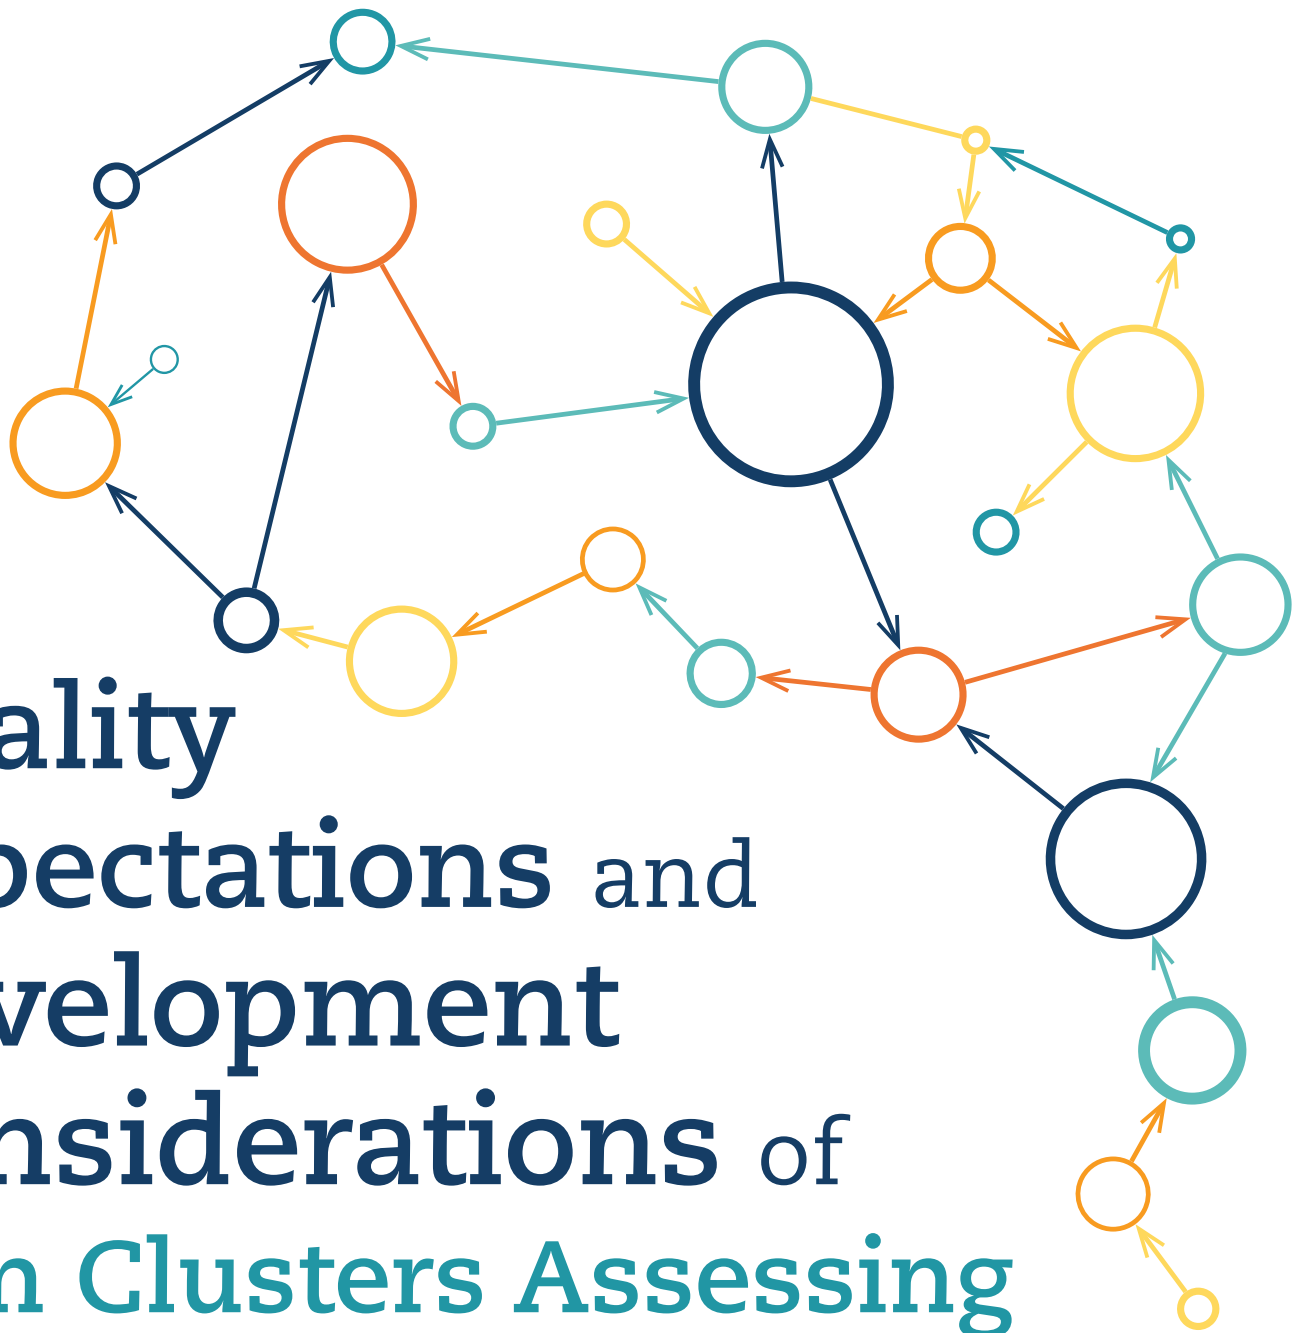 ality
pectations and
velopment
nsiderations of
n Clusters Assessing